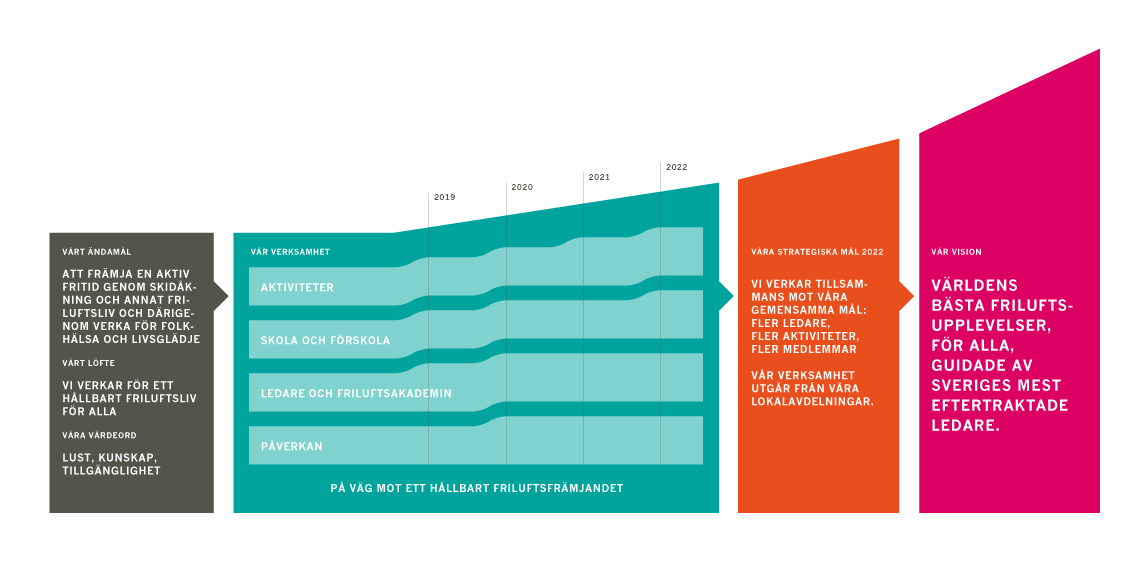 VÅRT ÄNDAMÅL
ATT FRÄMJA EN AKTIV
FRITID GENOM SKIDÅK-
NING OCH ANNAT FRI-
LUFTSLIV OCH DÄRIGE-
NOM VERKA FÖR FOLK-
HÄLSA OCH LIVSGLÄDJE
VÅRT LÖFTE
VI VERKAR FÖR ETT
HÅLLBART FRILUFTSLIV
FÖR ALLA
VÅRA VÄRDEORD
LUST, KUNSKAP,
TILLGÄNGLIGHET
2019
2020
2021
2022
VÅR VERKSAMHET
AKTIVITETER
SKOLA OCH FÖRSKOLA
LEDARE OCH FRILUFTSAKADEMIN
PÅVERKAN
PÅ VÄG MOT ETT HÅLLBART FRILUFTSFRÄMJANDET
VÅRA STRATEGISKA MÅL 2022
VI VERKAR TILLSAM-
MANS MOT VÅRA
GEMENSAMMA MÅL:
FLER LEDARE,
FLER AKTIVITETER,
FLER MEDLEMMAR
VÅR VERKSAMHET
UTGÅR FRÅN VÅRA
LOKALAVDELNINGAR.
VÅR VISION
VÄRLDENS
BÄSTA FRILUFTS-
UPPLEVELSER,
FÖR ALLA,
GUIDADE AV
SVERIGES MEST
EFTERTRAKTADE
LEDARE.